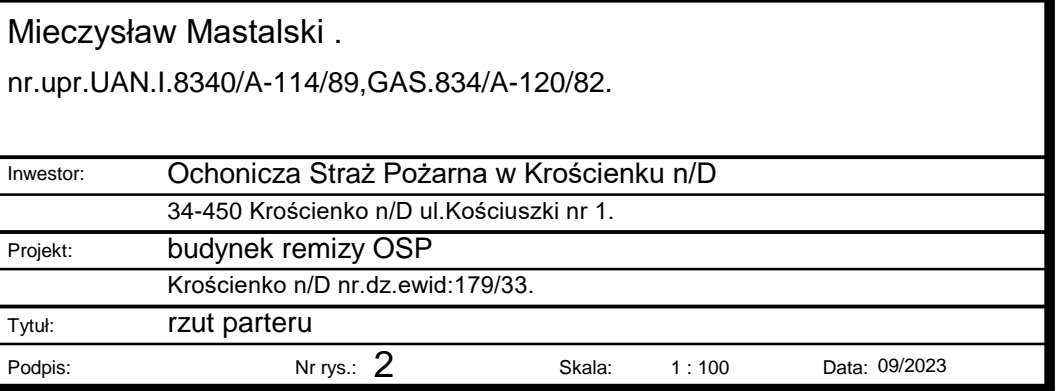 Mieczysław Mastalski .
nr.upr.UAN.I.8340/A-114/89,GAS.834/A-120/82.
Inwestor: Ochonicza Straż Pożarna w Krościenku n/D
34-450 Krościenko n/D ul.Kościuszki nr 1.
Projekt: budynek remizy OSP
Krościenko n/D nr.dz.ewid:179/33.
Tytuł: rzut parteru
Podpis: Nr rys.: 2 Skala: 1 : 100 Data: 09/2023